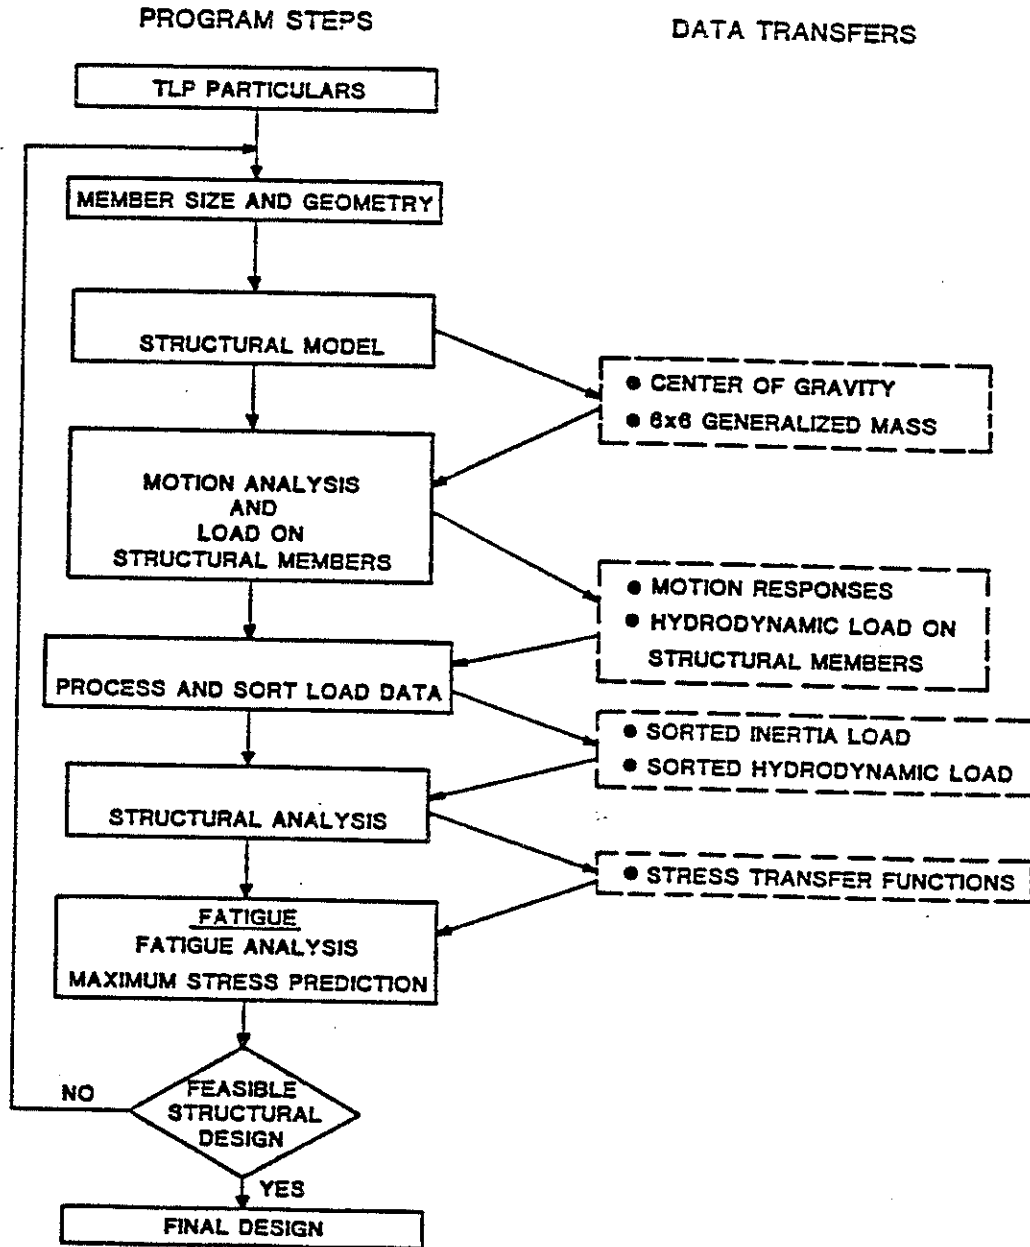 PROGRAM STEPS
DATA TRANSFERS
TLP PARTICULARS
MEMBER SIZE AND GEOMETRY
STRUCTURAL MODEL
● CENTER OF GRAVITY
● 6x6 GENERALIZED MASS
MOTION ANALYSIS
AND
LOAD ON
STRUCTURAL MEMBERS
● MOTION RESPONSES
● HYDRODYNAMIC LOAD ON
STRUCTURAL MEMBERS
PROCESS AND SORT LOAD DATA
● SORTED INERTIA LOAD
● SORTED HYDRODYNAMIC LOAD
STRUCTURAL ANALYSIS
● STRESS TRANSFER FUNCTIONS
FATIGUE
FATIGUE ANALYSIS
MAXIMUM STRESS PREDICTION
NO
FEASIBLE
STRUCTURAL
DESIGN
YES
FINAL DESIGN